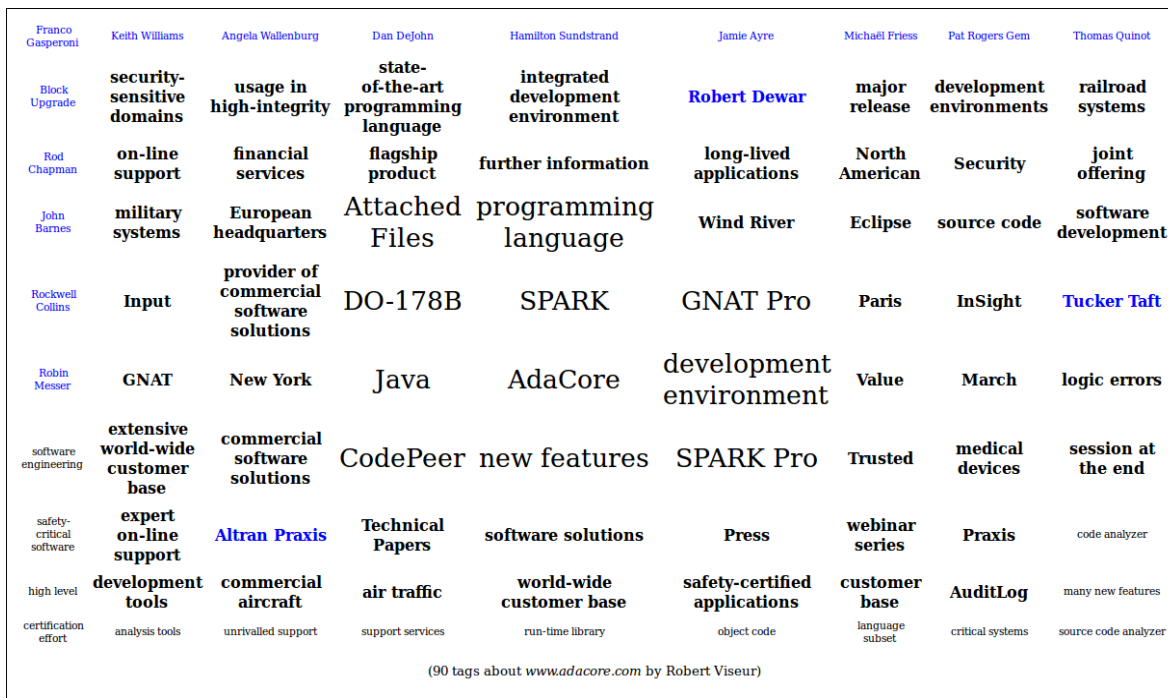 Franco Gasperoni Keith Williams Angela Wallenburg Dan DeJohn Hamilton Sundstrand Jamie Ayre Michaël Friess Pat Rogers Gem Thomas Quinot
Block Upgrade security-sensitive domains usage in high-integrity state-of-the-art programming language integrated development environment Robert Dewar major release development environments railroad systems
Rod Chapman on-line support financial services flagship product further information long-lived applications North American Security joint offering
John Barnes military systems European headquarters Attached Files programming language Wind River Eclipse source code software development
Rockwell Collins Input provider of commercial software solutions DO-178B SPARK GNAT Pro Paris InSight Tucker Taft
Robin Messer GNAT New York Java AdaCore development environment Value March logic errors
software engineering extensive world-wide customer base commercial software solutions CodePeer new features SPARK Pro Trusted medical devices session at the end
safety-critical software expert on-line support Altran Praxis Technical Papers software solutions Press webinar series Praxis code analyzer
high level development tools commercial aircraft air traffic world-wide customer base safety-certified applications customer base AuditLog many new features
certification effort analysis tools unrivalled support support services run-time library object code language subset critical systems source code analyzer
(90 tags about www.adacore.com by Robert Viseur)